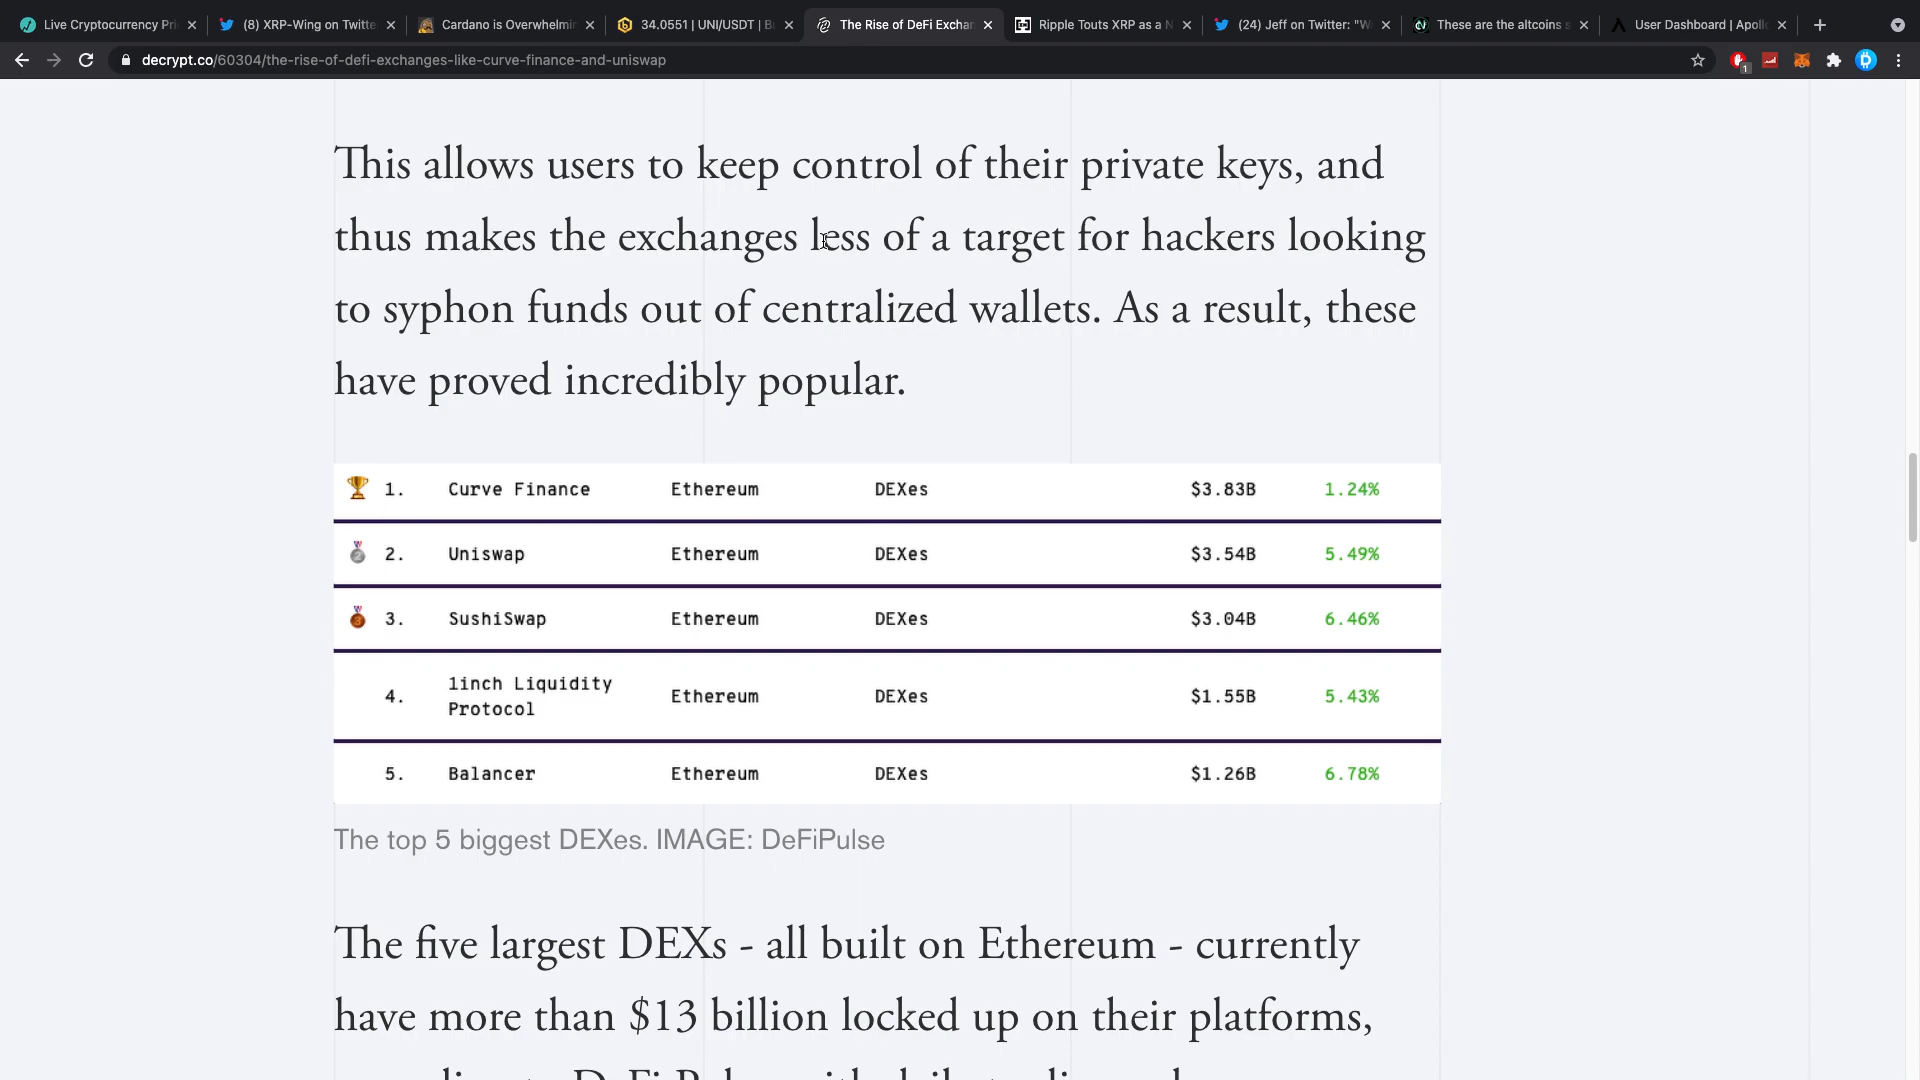 Live Cryptocurrency Pri
(8) XRP-Wing on Twitte
Cardano is Overwhelmin
34.0551 | UNI/USDT | B
The Rise of DeFi Exchan
Ripple Touts XRP as a N
(24) Jeff on Twitter: "W
These are the altcoins s
User Dashboard | Apoll
decrypt.co/60304/the-rise-of-defi-exchanges-like-curve-finance-and-uniswap
1
This allows users to keep control of their private keys, and
thus makes the exchanges less of a target for hackers looking
to syphon funds out of centralized wallets. As a result, these
have proved incredibly popular.
1. Curve Finance Ethereum DEXes $3.83B 1.24%
2. Uniswap Ethereum DEXes $3.54B 5.49%
3. SushiSwap Ethereum DEXes $3.04B 6.46%
4. 1inch Liquidity Protocol Ethereum DEXes $1.55B 5.43%
5. Balancer Ethereum DEXes $1.26B 6.78%
The top 5 biggest DEXes. IMAGE: DeFiPulse
The five largest DEXs - all built on Ethereum - currently
have more than $13 billion locked up on their platforms,